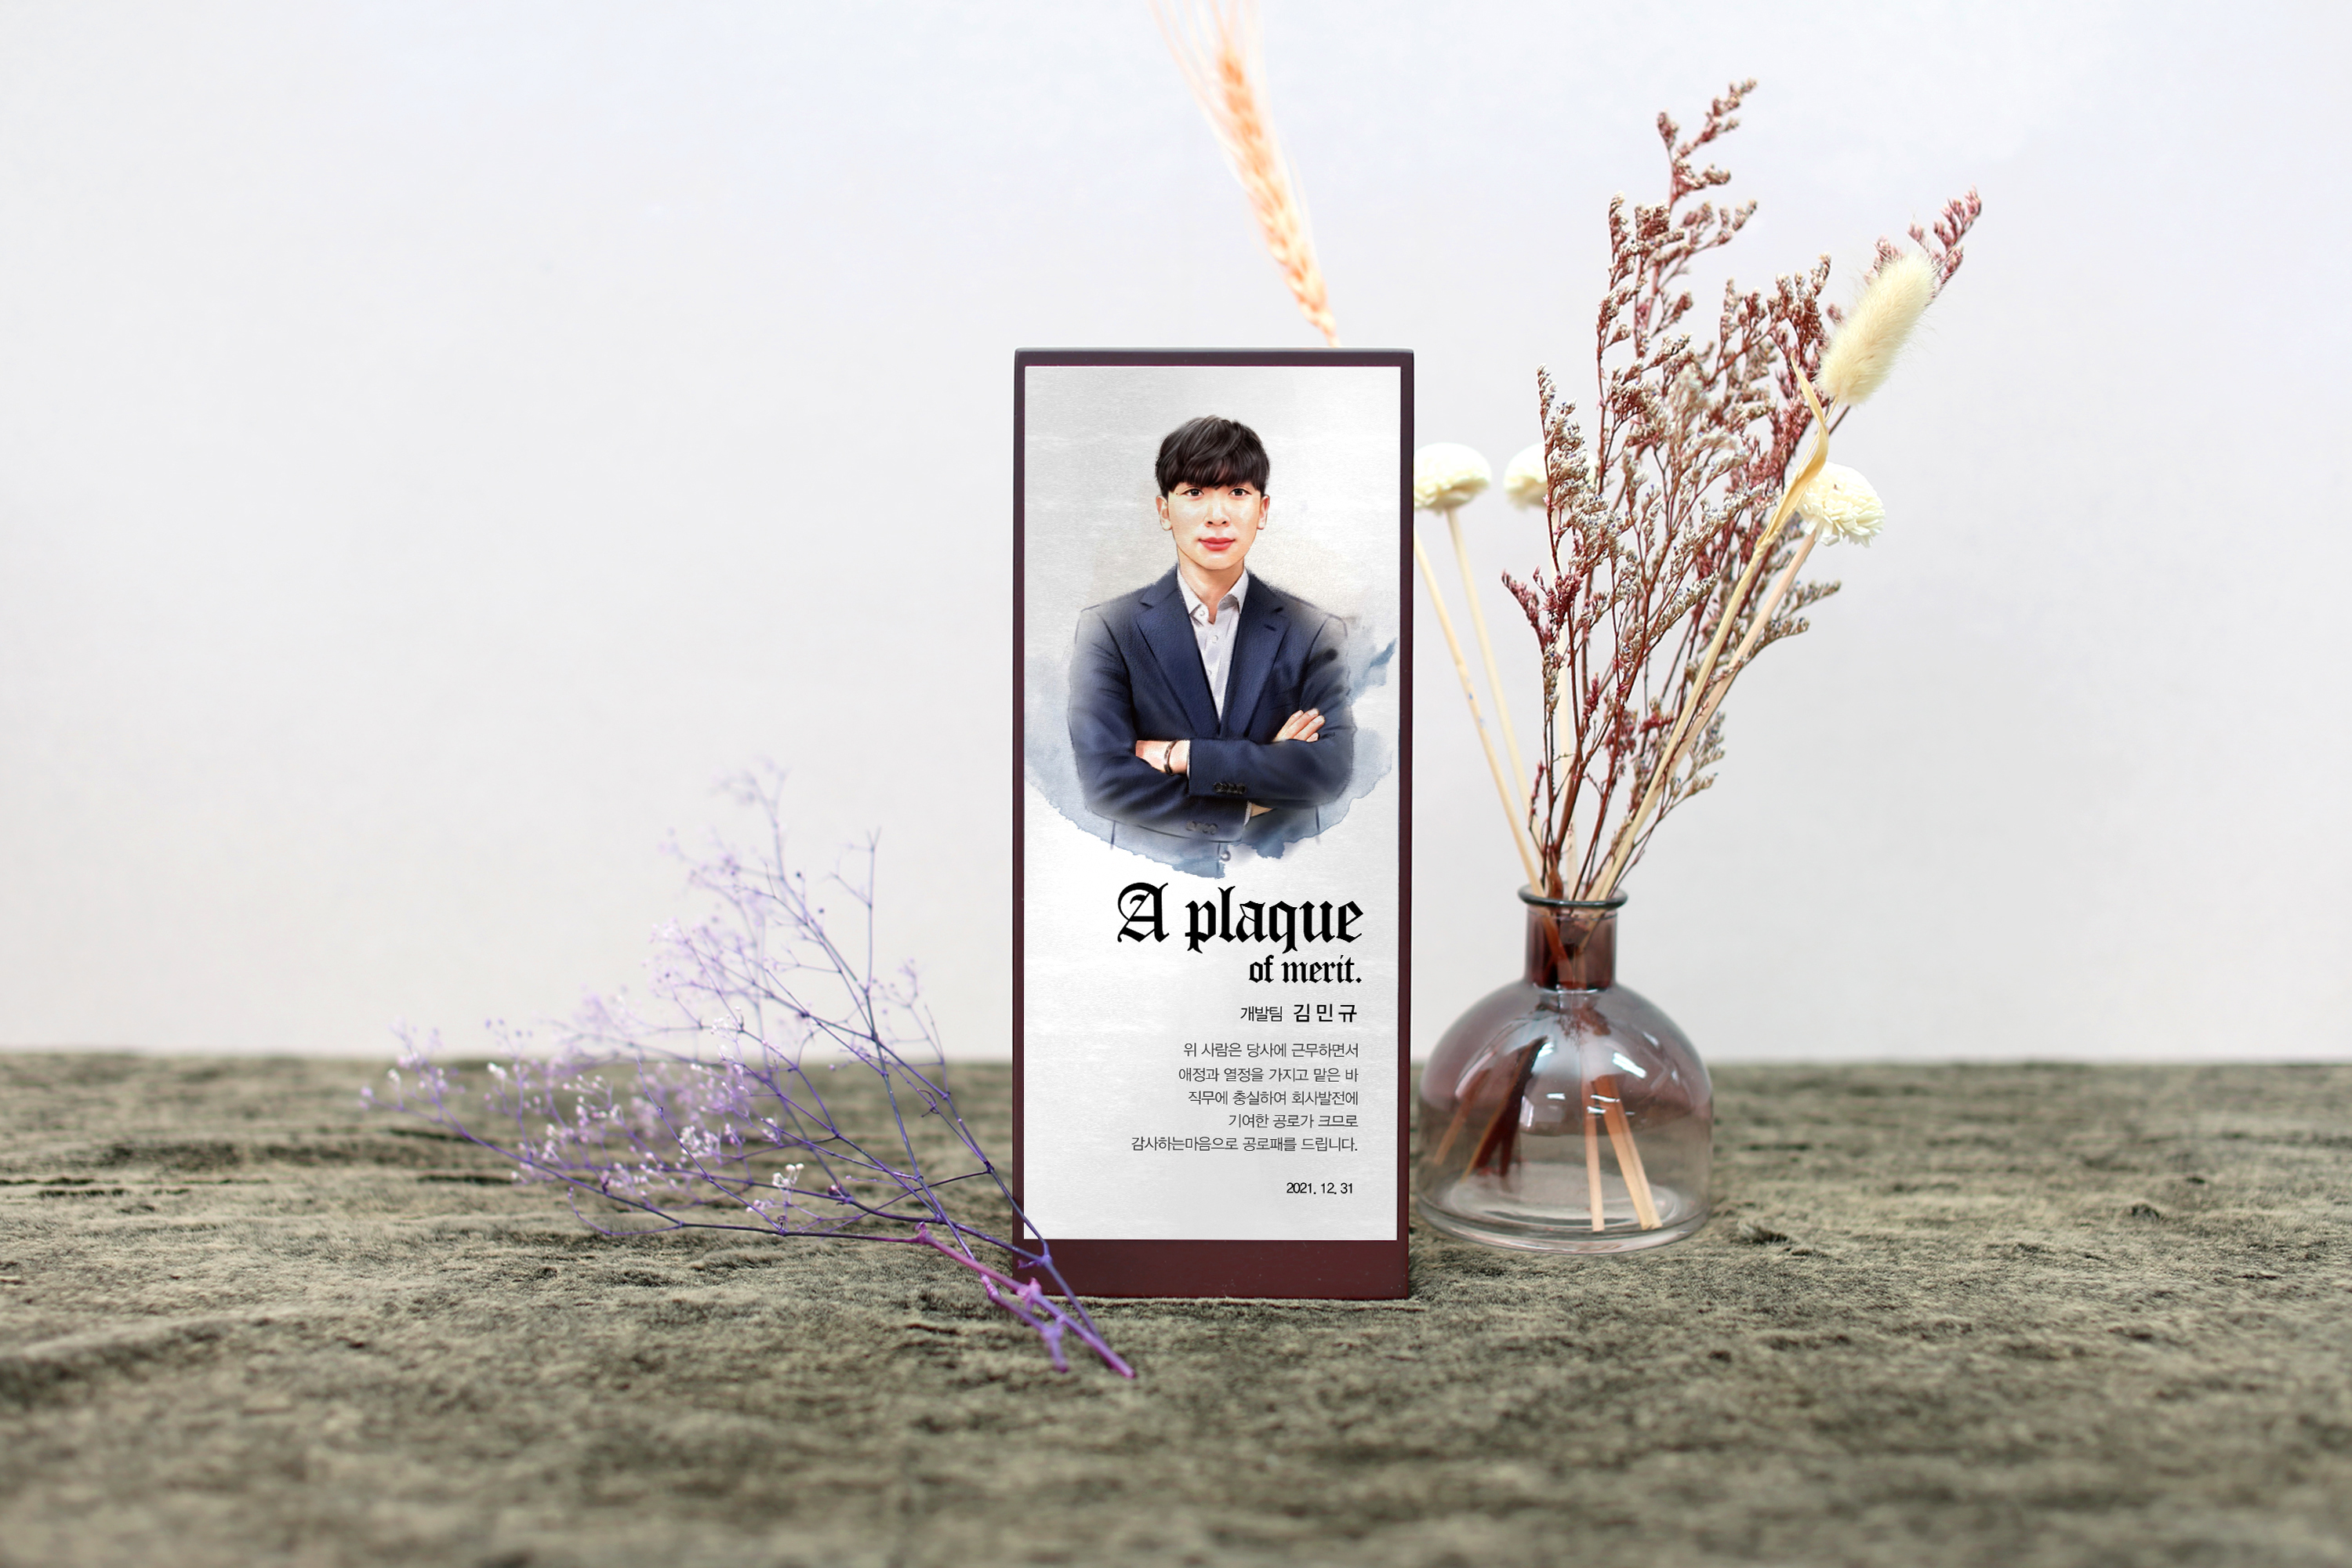 A plaque
of merit.
개발팀 김민규
위 사람은 당사에 근무하면서
애정과 열정을 가지고 맡은 바
직무에 충실하여 회사발전에
기여한 공로가 크므로
감사하는마음으로 공로패를 드립니다.
2021. 12. 31